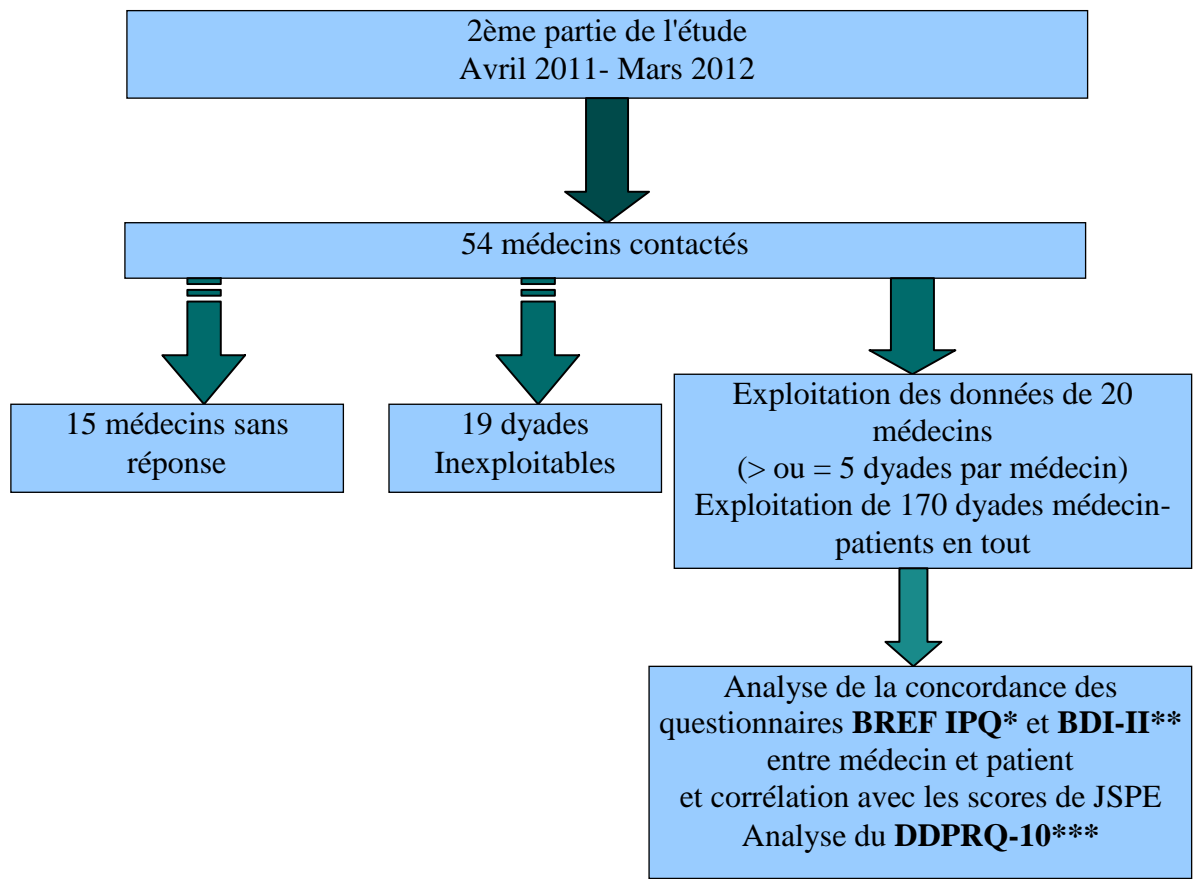 2ème partie de l'étude
Avril 2011- Mars 2012
54 médecins contactés
15 médecins sans
réponse
19 dyades
Inexploitables
Exploitation des données de 20
médecins
(> ou = 5 dyades par médecin)
Exploitation de 170 dyades médecin-
patients en tout
Analyse de la concordance des
questionnaires BREF IPQ* et BDI-II**
entre médecin et patient
et corrélation avec les scores de JSPE
Analyse du DDPRQ-10***